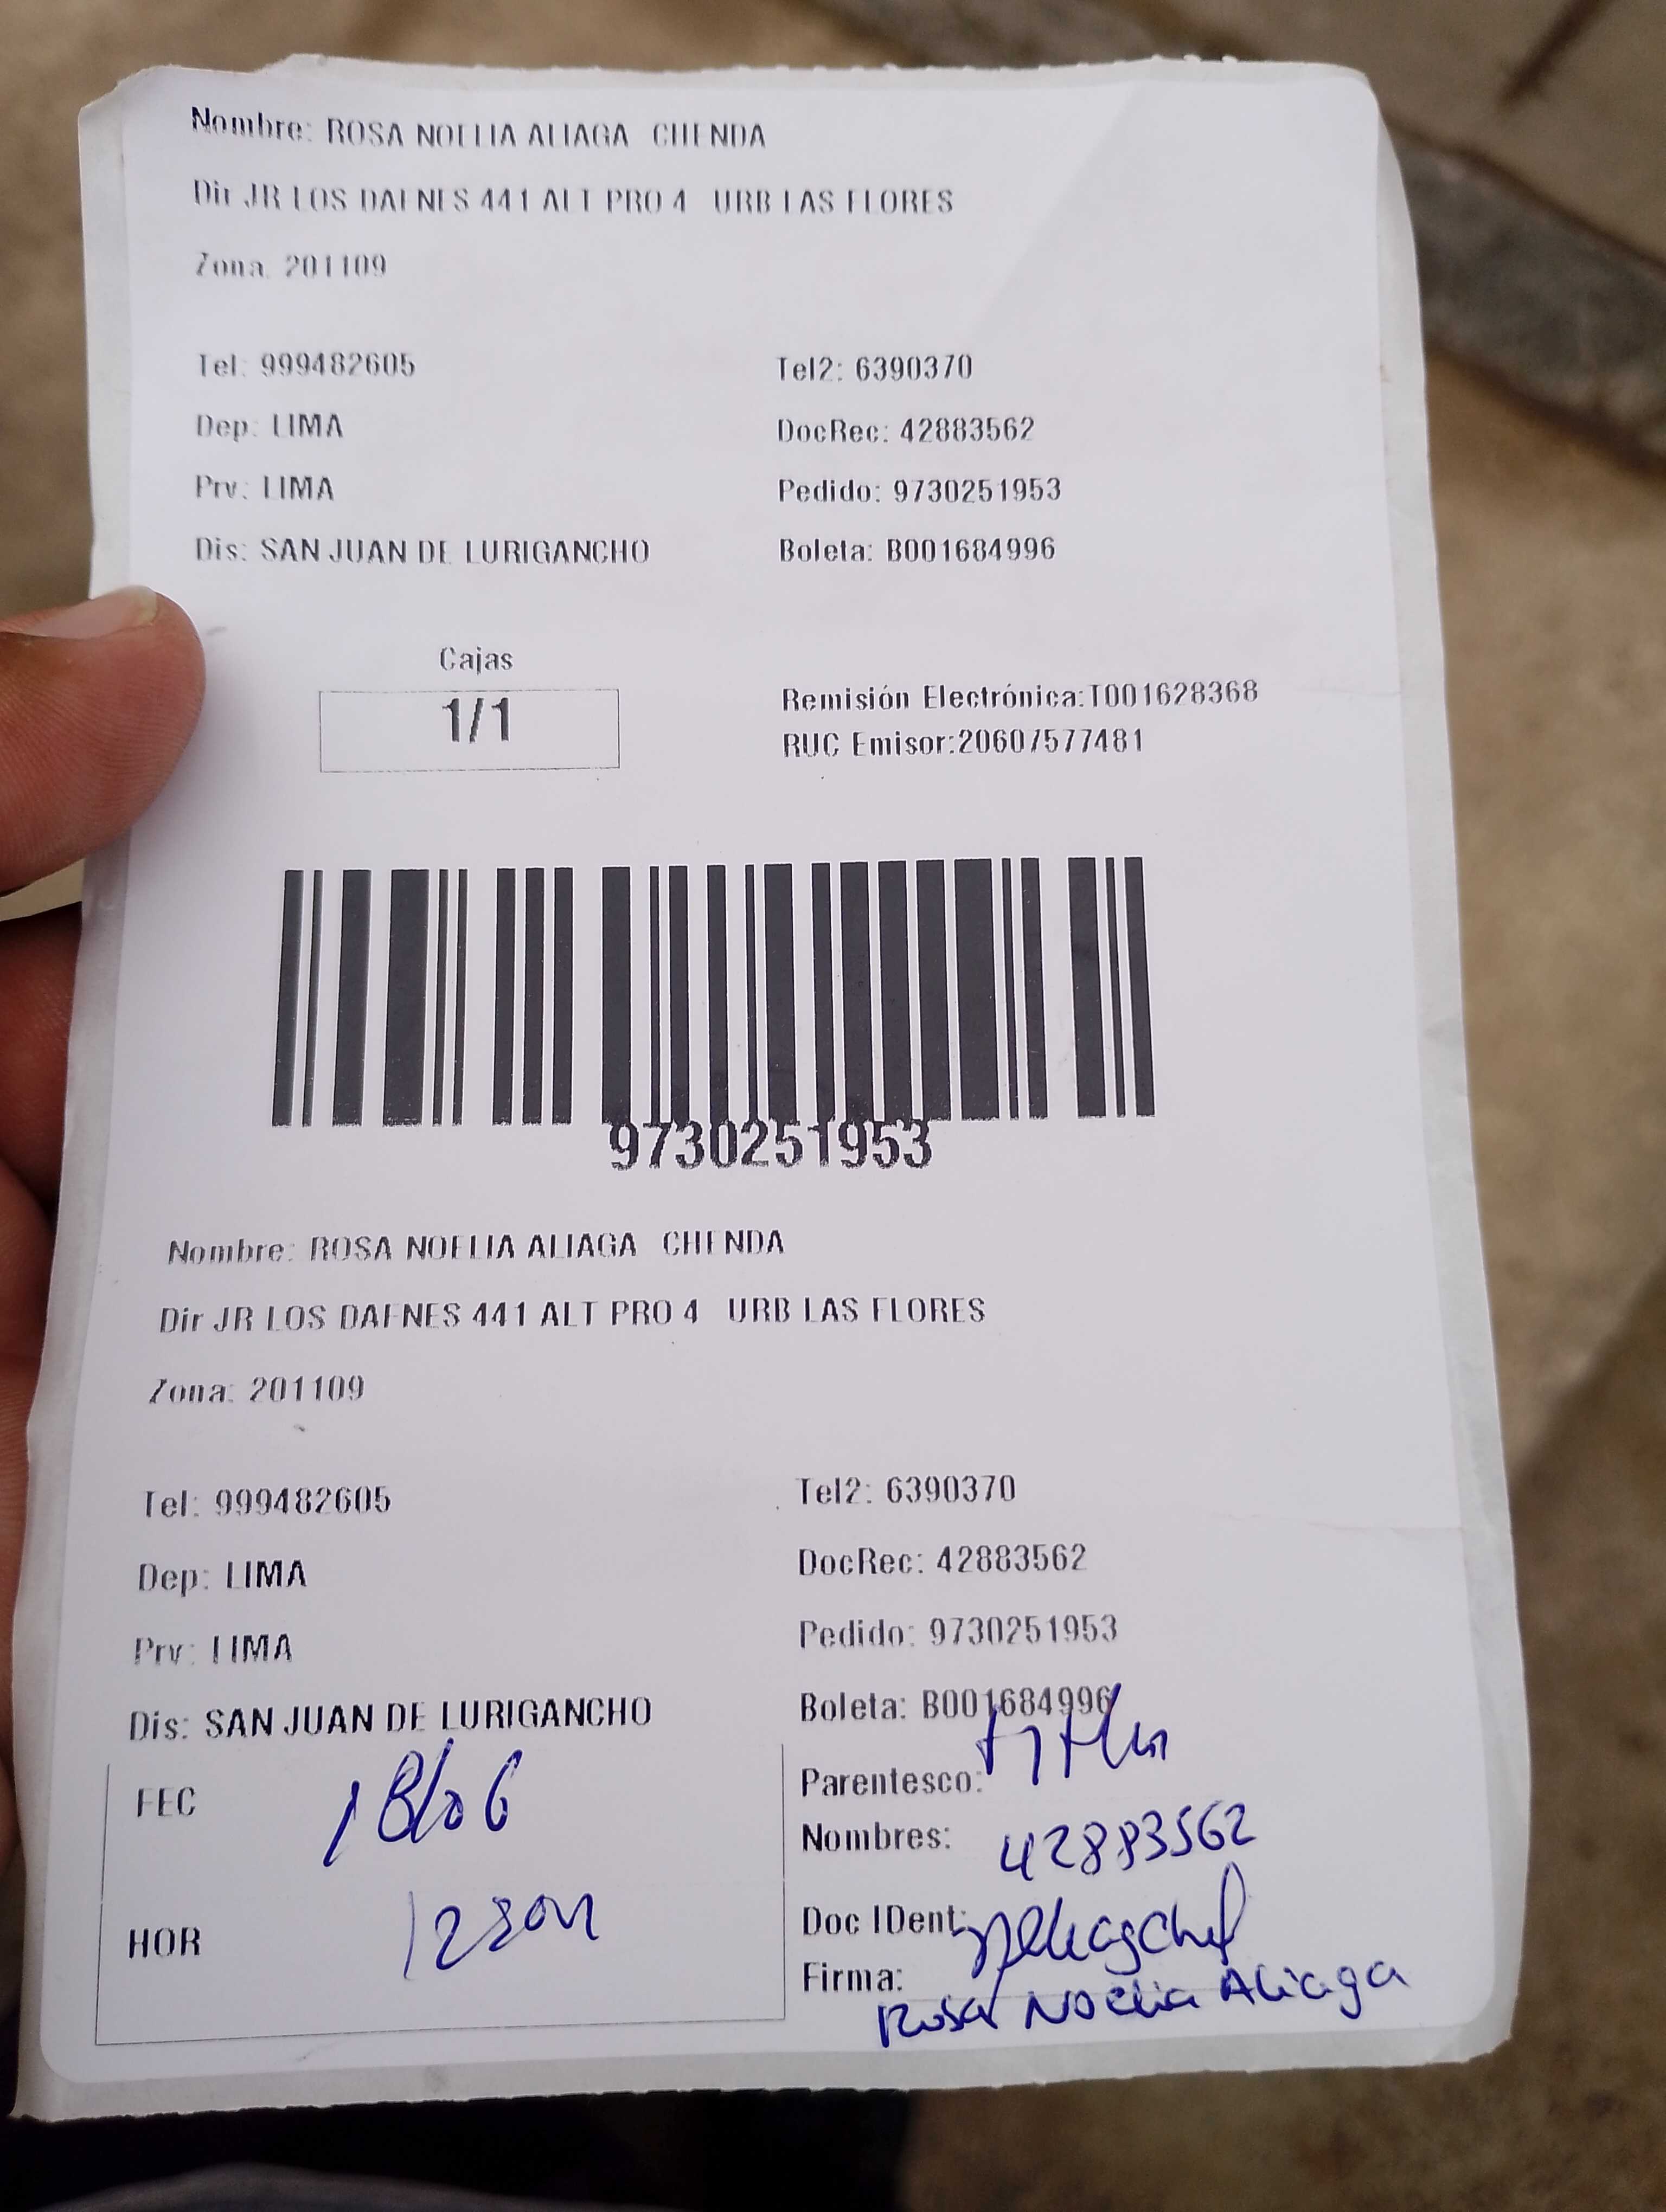 Nombre: ROSA NOELIA ALIAGA CHENDA
Dir JR LOS DAFNES 441 ALT PRO 4 URB LAS FLORES
Zona: 201109
Tel: 999482605 Tel2: 6390370
Dep: LIMA DocRec: 42883562
Prv: LIMA Pedido: 9730251953
Dis: SAN JUAN DE LURIGANCHO Boleta: B001684996
Cajas
1/1
Remisión Electrónica:T001628368
RUC Emisor:20607577481
9730251953
Nombre: ROSA NOELIA ALIAGA CHENDA
Dir JR LOS DAFNES 441 ALT PRO 4 URB LAS FLORES
Zona: 201109
Tel: 999482605 Tel2: 6390370
Dep: LIMA DocRec: 42883562
Prv: LIMA Pedido: 9730251953
Dis: SAN JUAN DE LURIGANCHO Boleta: B001684996
FEC 18/06 Parentesco:
Nombres: 42883562
HOR Doc IDent:
Firma:
Rosa Noelia Aliaga